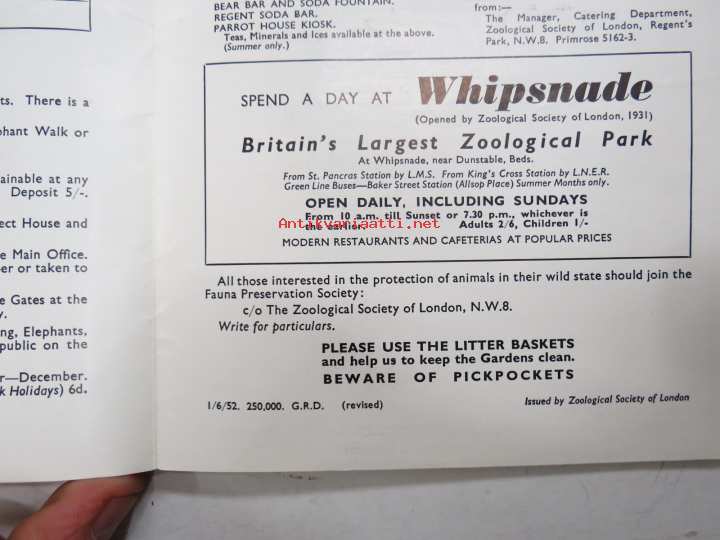 ts. There is a
phant Walk or
ainable at any
Deposit 5/-.
ect House and
e Main Office.
er or taken to
e Gates at the
y.
ng, Elephants,
public on the
r—December.
k Holidays) 6d.
BEAR BAR AND SODA FOUNTAIN.
REGENT SODA BAR.
PARROT HOUSE KIOSK.
Teas, Minerals and Ices available at the above.
(Summer only.)
from:—
The Manager, Catering Department,
Zoological Society of London, Regent's
Park, N.W.8. Primrose 5162-3.
SPEND A DAY AT Whipsnade
(Opened by Zoological Society of London, 1931)
Britain's Largest Zoological Park
At Whipsnade, near Dunstable, Beds.
From St. Pancras Station by L.M.S. From King's Cross Station by L.N.E.R.
Green Line Buses—Baker Street Station (Allsop Place) Summer Months only.
OPEN DAILY, INCLUDING SUNDAYS
From 10 a.m. till Sunset or 7.30 p.m., whichever is
the earlier. Adults 2/6, Children 1/-
Antikvariaatti.net
MODERN RESTAURANTS AND CAFETERIAS AT POPULAR PRICES
All those interested in the protection of animals in their wild state should join the
Fauna Preservation Society:
c/o The Zoological Society of London, N.W.8.
Write for particulars.
PLEASE USE THE LITTER BASKETS
and help us to keep the Gardens clean.
BEWARE OF PICKPOCKETS
1/6/52. 250,000. G.R.D. (revised)
Issued by Zoological Society of London